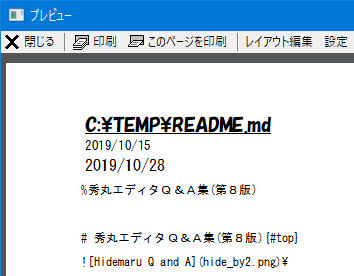 プレビュー
閉じる 印刷 このページを印刷 レイアウト編集 設定
C:¥TEMP¥README.md
2019/10/15
2019/10/28
%秀丸エディタQ&A集(第8版)
# 秀丸エディタQ&A集(第8版) {#top}
![Hidemaru Q and A](hide_by2.png)¥